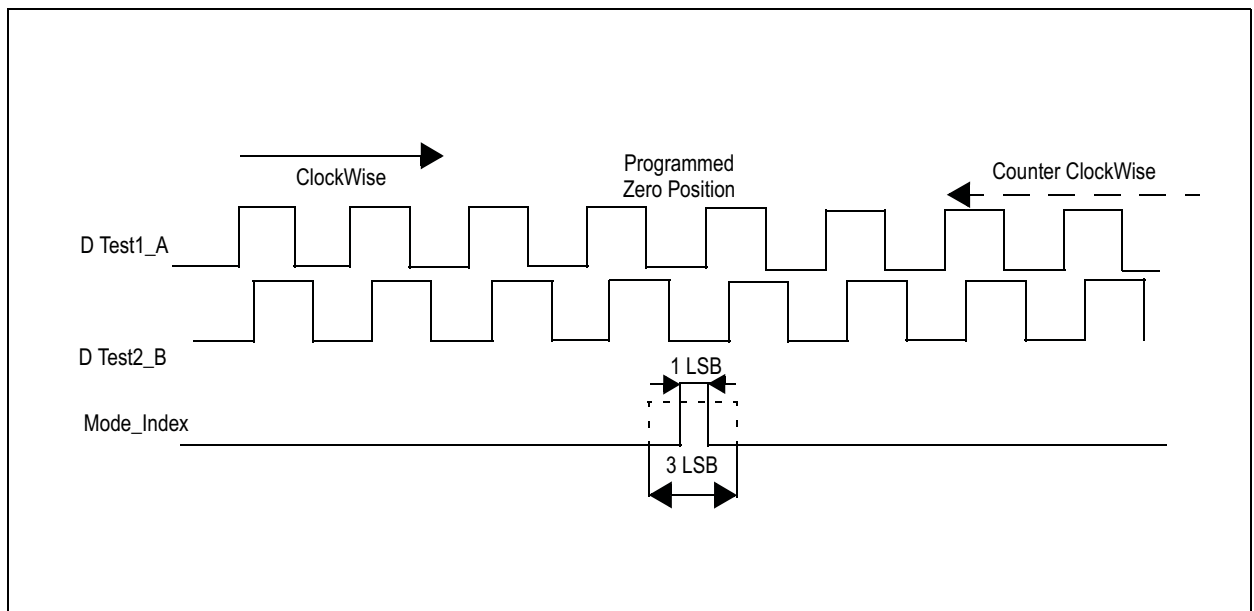 ClockWise
Programmed
Zero Position
Counter ClockWise
D Test1_A
D Test2_B
1 LSB
Mode_Index
3 LSB